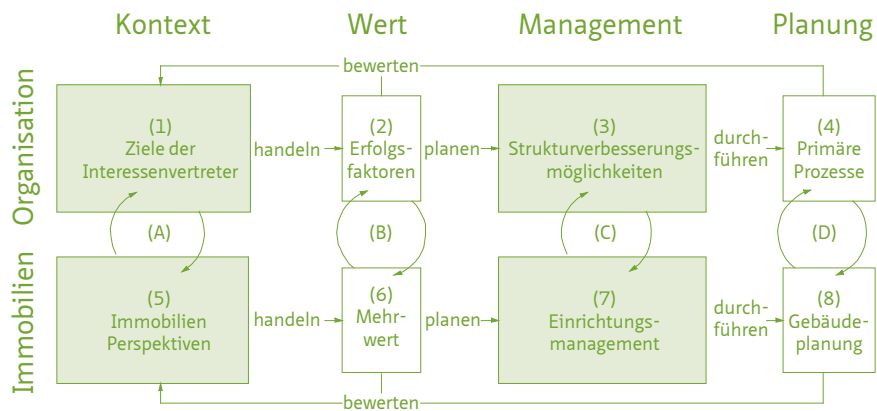 Kontext
Wert
Management
Planung
bewerten
Organisation
(1)
Ziele der
Interessenvertreter
handeln
(2)
Erfolgs-
faktoren
planen
(3)
Strukturverbesserungs-
möglichkeiten
durch-
führen
(4)
Primäre
Prozesse
(A)
(B)
(C)
(D)
Immobilien
(5)
Immobilien
Perspektiven
handeln
(6)
Mehr-
wert
planen
(7)
Einrichtungs-
management
durch-
führen
(8)
Gebäude-
planung
bewerten